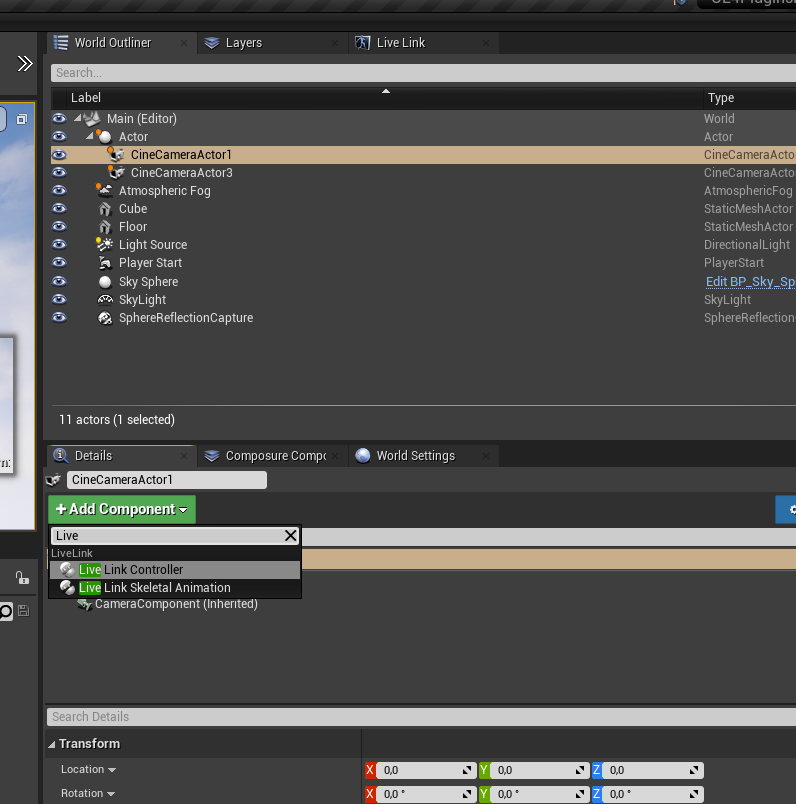 World Outliner
Layers
Live Link
Search...
Label Type
Main (Editor) World
Actor Actor
CineCameraActor1 CineCameraActo
CineCameraActor3 CineCameraActo
Atmospheric Fog AtmosphericFog
Cube StaticMeshActor
Floor StaticMeshActor
Light Source DirectionalLight
Player Start PlayerStart
Sky Sphere Edit BP_Sky_Sp
SkyLight SkyLight
SphereReflectionCapture SphereReflection
11 actors (1 selected)
Details
Composure Compo
World Settings
CineCameraActor1
+ Add Component
Live
LiveLink
Live Link Controller
Live Link Skeletal Animation
CameraComponent (Inherited)
Search Details
Transform
Location X 0,0 Y 0,0 Z 0,0
Rotation X 0,0 ° Y 0,0 ° Z 0,0 °